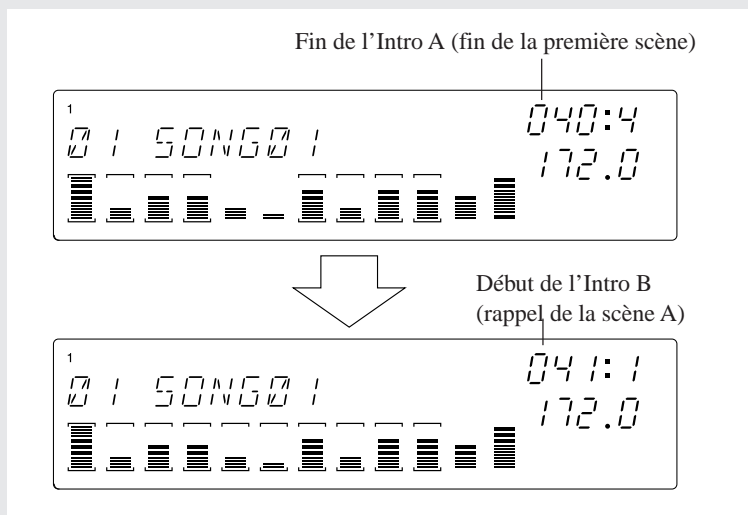 Fin de l’Intro A (fin de la première scène)
1
01 SONG01
040:4
172.0
Début de l’Intro B
(rappel de la scène A)
1
01 SONG01
041:1
172.0